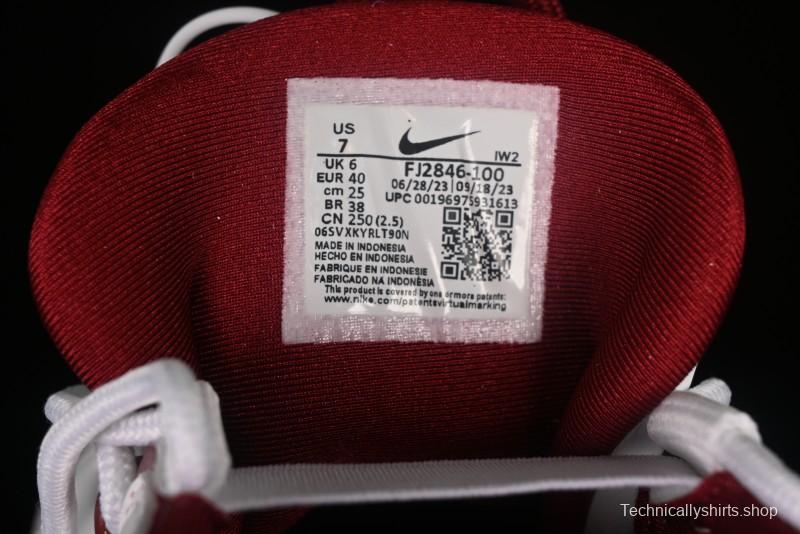 US
7
IW2
UK 6
EUR 40
cm 25
BR 38
CN 250 (2.5)
06SVXKYRLT90N
FJ2846-100
06/28/23 | 09/18/23
UPC 00196975931613
MADE IN INDONESIA
HECHO EN INDONESIA
FABRIQUE EN INDONESIE
FABRICADO NA INDONÉSIA
This product is covered by one or more patents:
www.nike.com/patentsvirtualmarking
Technicallyshirts.shop